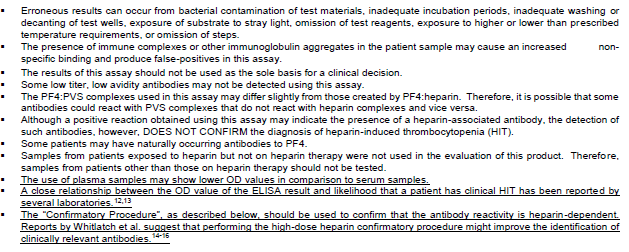 ▪ Erroneous results can occur from bacterial contamination of test materials, inadequate incubation periods, inadequate washing or
decanting of test wells, exposure of substrate to stray light, omission of test reagents, exposure to higher or lower than prescribed
temperature requirements, or omission of steps.
▪ The presence of immune complexes or other immunoglobulin aggregates in the patient sample may cause an increased non-
specific binding and produce false-positives in this assay.
▪ The results of this assay should not be used as the sole basis for a clinical decision.
▪ Some low titer, low avidity antibodies may not be detected using this assay.
▪ The PF4:PVS complexes used in this assay may differ slightly from those created by PF4:heparin. Therefore, it is possible that some
antibodies could react with PVS complexes that do not react with heparin complexes and vice versa.
▪ Although a positive reaction obtained using this assay may indicate the presence of a heparin-associated antibody, the detection of
such antibodies, however, DOES NOT CONFIRM the diagnosis of heparin-induced thrombocytopenia (HIT).
▪ Some patients may have naturally occurring antibodies to PF4.
▪ Samples from patients exposed to heparin but not on heparin therapy were not used in the evaluation of this product. Therefore,
samples from patients other than those on heparin therapy should not be tested.
▪ The use of plasma samples may show lower OD values in comparison to serum samples.
▪ A close relationship between the OD value of the ELISA result and likelihood that a patient has clinical HIT has been reported by
several laboratories.12,13
▪ The "Confirmatory Procedure", as described below, should be used to confirm that the antibody reactivity is heparin-dependent.
Reports by Whitlatch et al. suggest that performing the high-dose heparin confirmatory procedure might improve the identification of
clinically relevant antibodies.14-16